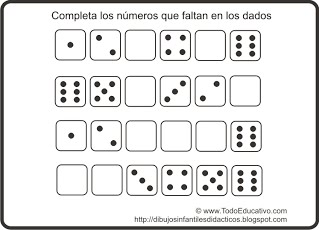 Completa los números que faltan en los dados
© www.TodoEducativo.com
http://dibujosinfantilesdidacticos.blogspot.com